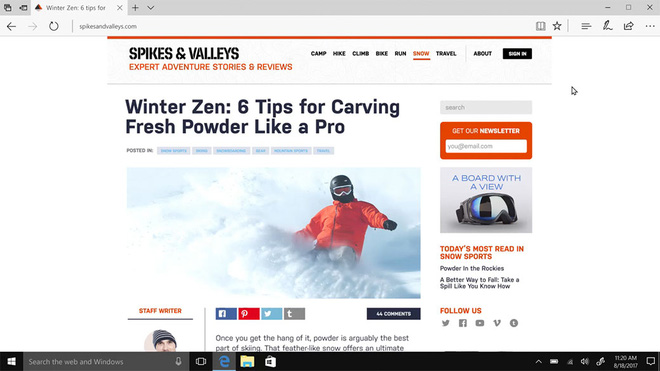 Winter Zen: 6 tips for
spikesandvalleys.com
SPIKES & VALLEYS
EXPERT ADVENTURE STORIES & REVIEWS
CAMP HIKE CLIMB BIKE RUN SNOW TRAVEL ABOUT SIGN IN
Winter Zen: 6 Tips for Carving
Fresh Powder Like a Pro
POSTED IN: SNOW SPORTS SKIING SNOWBOARDING GEAR MOUNTAIN SPORTS TRAVEL
search
GET OUR NEWSLETTER
you@email.com
A BOARD WITH
A VIEW
TODAY'S MOST READ IN
SNOW SPORTS
Powder In the Rockies
A Better Way to Fall: Take a
Spill Like You Know How
FOLLOW US
STAFF WRITER
44 COMMENTS
Once you get the hang of it, powder is arguably the best
part of skiing. That feather-like snow offers an ultimate
Search the web and Windows
11:20 AM
8/18/2017